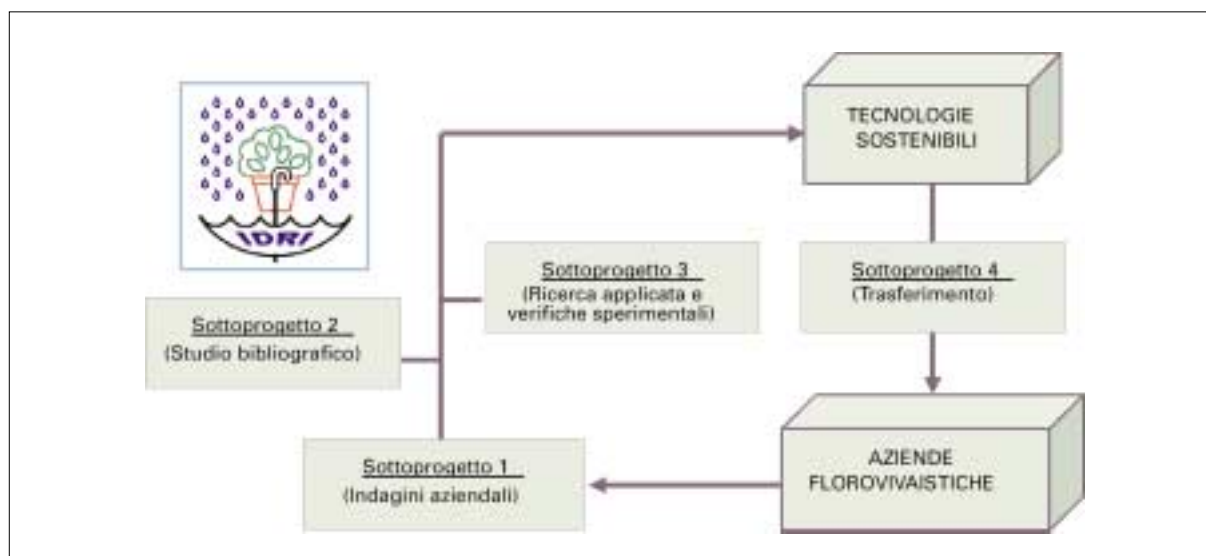 TECNOLOGIE
SOSTENIBILI
IDRI
Sottoprogetto 3
(Ricerca applicata e
verifiche sperimentali)
Sottoprogetto 4
(Trasferimento)
Sottoprogetto 2
(Studio bibliografico)
Sottoprogetto 1
(Indagini aziendali)
AZIENDE
FLOROVIVAISTICHE